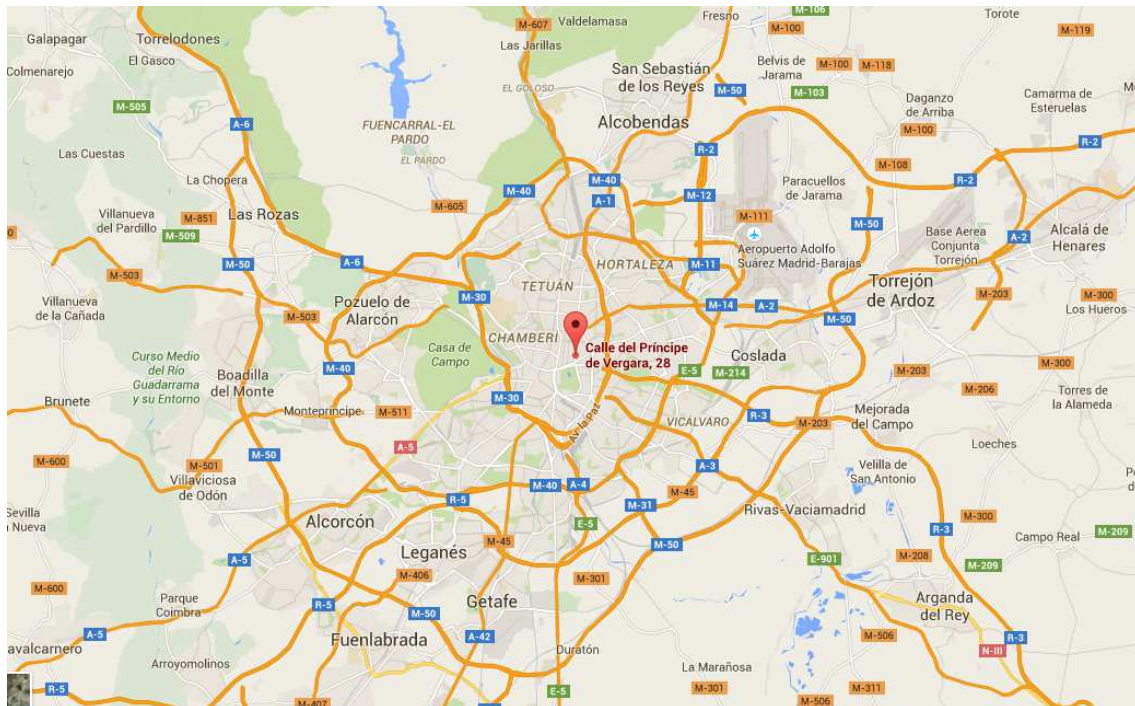 M-106
Torote
Fresno
Valdelamasa
M-607
M-100
M-119
Galapagar
Torrelodones
Las Jarillas
El Gasco
Belvis de
Jarama
M-100
M-118
San Sebastián
de los Reyes
Colmenarejo
EL GOLOSO
M-50
M-103
Camarma de
Esteruelas
Daganzo
de Arriba
M-505
A-6
FUENCARRAL-EL
PARDO
Alcobendas
M-100
R-2
R-2
Las Cuestas
EL PARDO
M-108
La Chopera
M-40
M-40
R-2
Paracuellos
de Jarama
M-12
A-1
M-605
Villanueva
del Pardillo
M-851
Las Rozas
M-111
M-50
M-509
Base Aerea
Conjunta
Torrejón
A-2
Alcalá de
Henares
Aeropuerto Adolfo
Suárez Madrid-Barajas
M-50
A-6
HORTALEZA
M-11
M-503
M-30
TETUÁN
Torrejón
de Ardoz
M-203
M-300
Villanueva
de la Cañada
Pozuelo de
Alarcón
M-14
A-2
Los Hueros
M-503
M-50
CHAMBERÍ
Casa de
Campo
Calle del Príncipe
de Vergara, 28
Coslada
Curso Medio
del Río
Guadarrama
y su Entorno
M-40
Boadilla
del Monte
E-5
M-214
M-203
M-300
M-206
Torres de
la Alameda
Brunete
M-30
Monteprincipe
M-511
Av la Paz
R-3
VICÁLVARO
M-203
Mejorada
del Campo
A-5
Loeches
M-50
M-600
M-501
A-3
Velilla de
San Antonio
Villaviciosa
de Odón
M-40
A-4
M-45
R-5
M-31
Rivas-Vaciamadrid
Sevilla
Nueva
Alcorcón
E-5
M-300
R-3
M-209
Campo Real
M-45
M-50
Leganés
A-5
E-901
M-208
M-209
M-406
M-301
M-600
Parque
Coimbra
R-5
Getafe
Arganda
del Rey
M-50
A-5
Fuenlabrada
A-42
M-506
R-3
Duratón
N-III
Arroyomolinos
La Marañosa
R-5
M-301
M-311
E-5
M-506
M-407